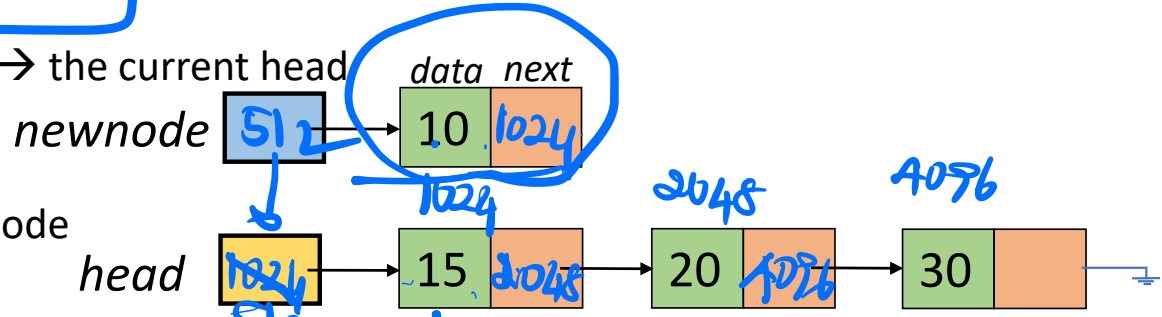 → the current head
data next
newnode 512 10 1024
1024 2048 4096
ode
head 1024 15 2048 20 4096 30